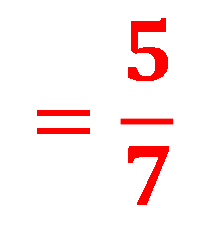 = 5/7